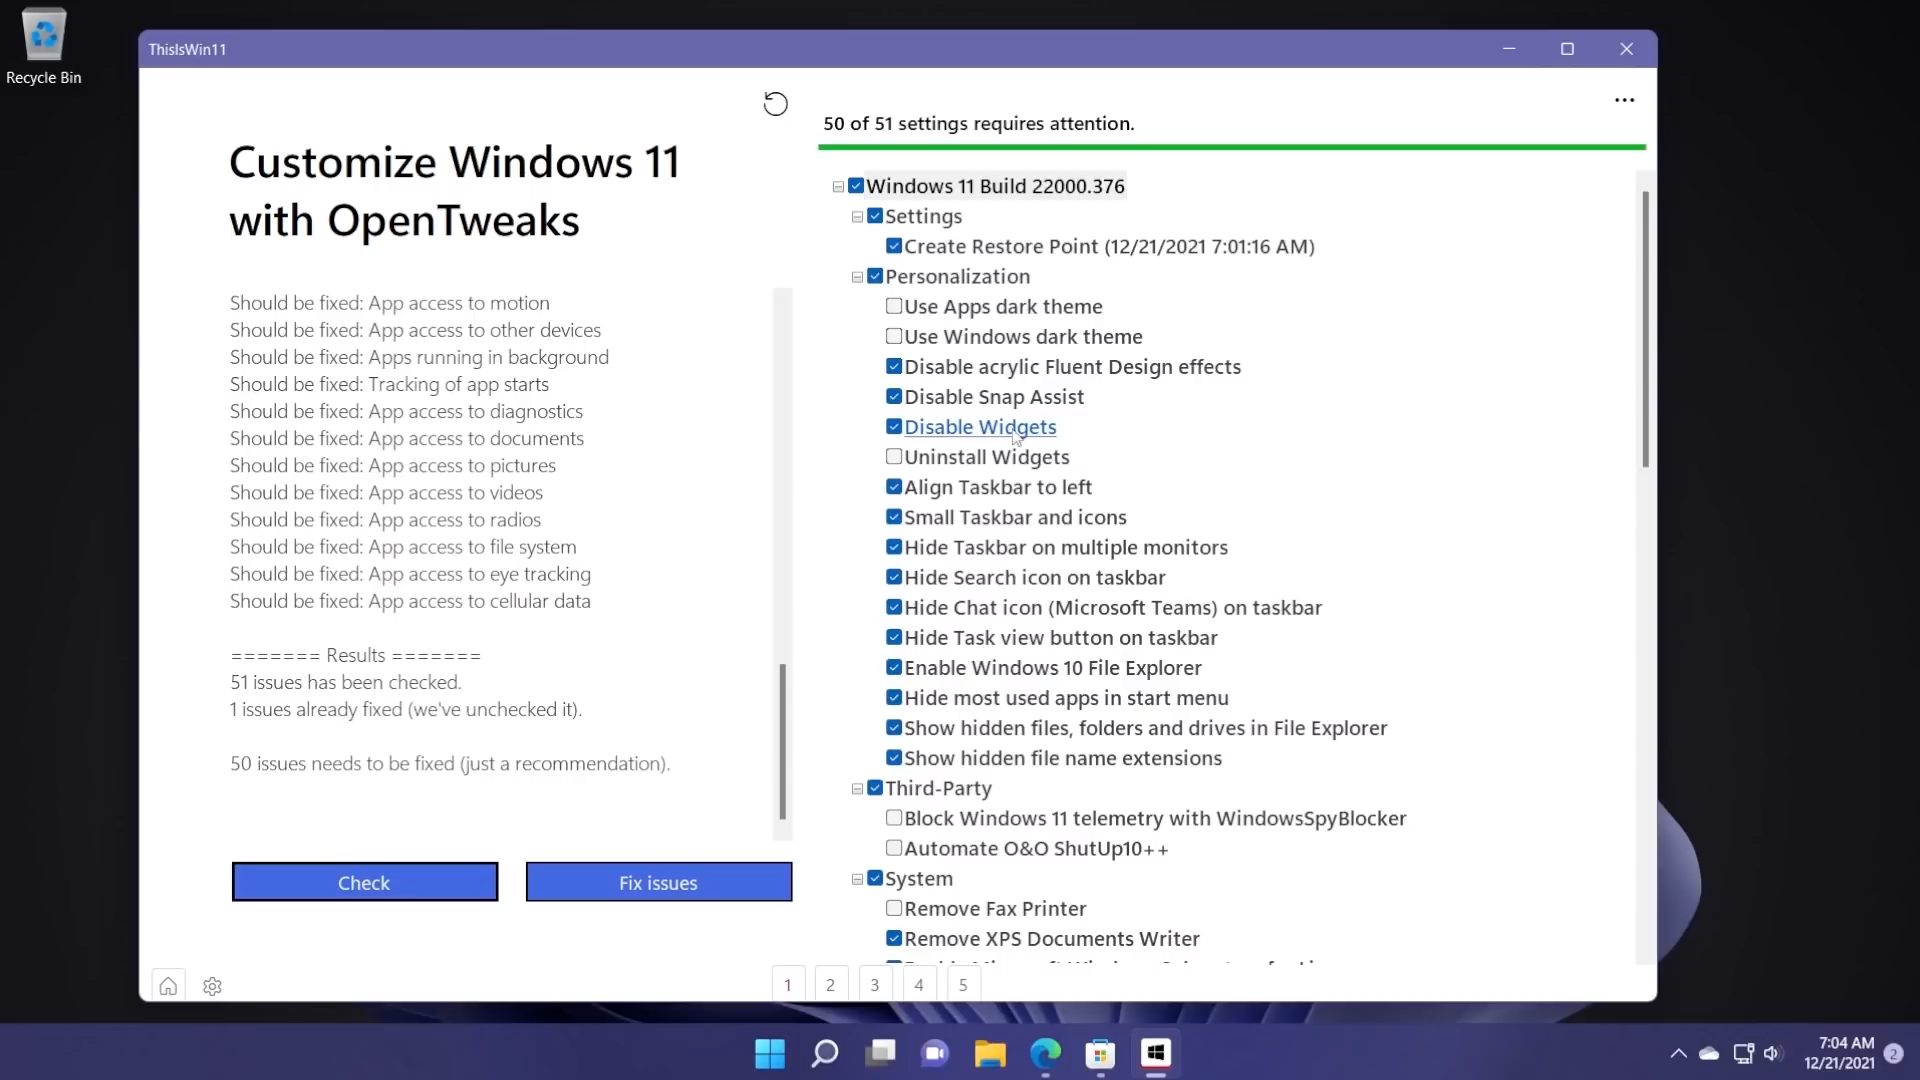 Recycle Bin
ThisIsWin11
Customize Windows 11
with OpenTweaks
Should be fixed: App access to motion
Should be fixed: App access to other devices
Should be fixed: Apps running in background
Should be fixed: Tracking of app starts
Should be fixed: App access to diagnostics
Should be fixed: App access to documents
Should be fixed: App access to pictures
Should be fixed: App access to videos
Should be fixed: App access to radios
Should be fixed: App access to file system
Should be fixed: App access to eye tracking
Should be fixed: App access to cellular data
======= Results =======
51 issues has been checked.
1 issues already fixed (we've unchecked it).
50 issues needs to be fixed (just a recommendation).
Check
Fix issues
...
50 of 51 settings requires attention.
Windows 11 Build 22000.376
Settings
Create Restore Point (12/21/2021 7:01:16 AM)
Personalization
Use Apps dark theme
Use Windows dark theme
Disable acrylic Fluent Design effects
Disable Snap Assist
Disable Widgets
Uninstall Widgets
Align Taskbar to left
Small Taskbar and icons
Hide Taskbar on multiple monitors
Hide Search icon on taskbar
Hide Chat icon (Microsoft Teams) on taskbar
Hide Task view button on taskbar
Enable Windows 10 File Explorer
Hide most used apps in start menu
Show hidden files, folders and drives in File Explorer
Show hidden file name extensions
Third-Party
Block Windows 11 telemetry with WindowsSpyBlocker
Automate O&O ShutUp10++
System
Remove Fax Printer
Remove XPS Documents Writer
1 2 3 4 5
7:04 AM
12/21/2021
2